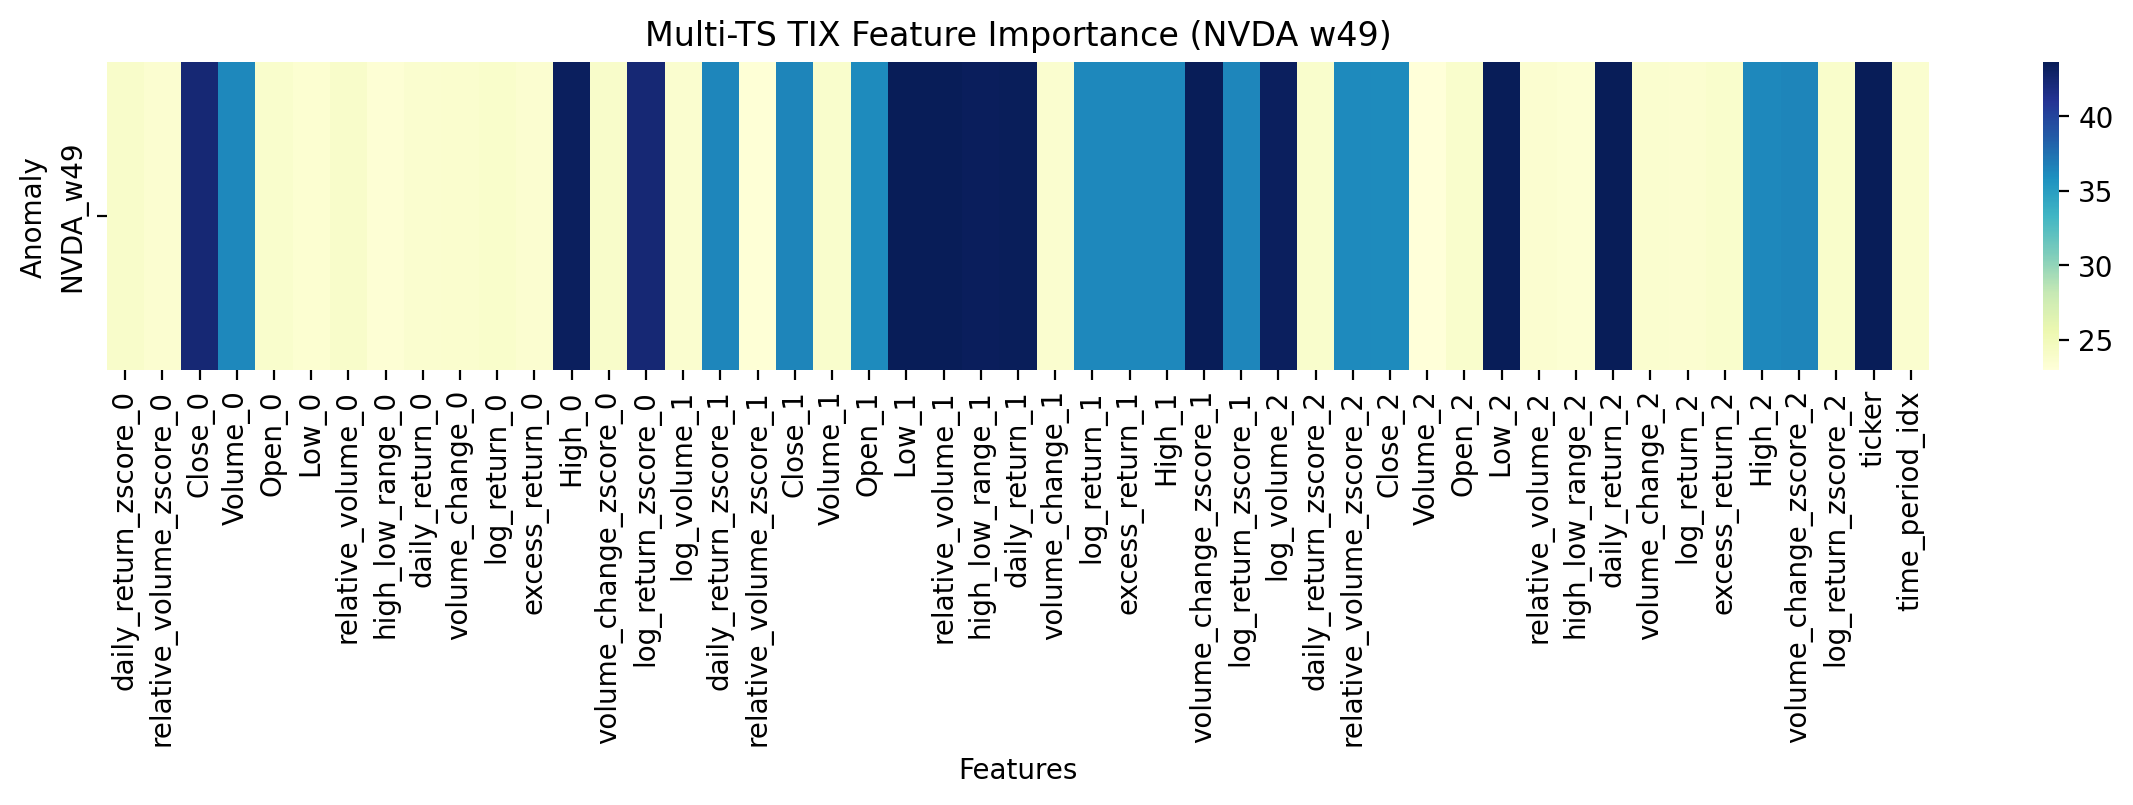 Multi-TS TIX Feature Importance (NVDA w49)
Anomaly
NVDA_w49
40
35
30
25
daily_return_zscore_0
relative_volume_zscore_0
Close_0
Volume_0
Open_0
Low_0
relative_volume_0
high_low_range_0
daily_return_0
volume_change_0
log_return_0
excess_return_0
High_0
volume_change_zscore_0
log_return_zscore_0
log_volume_1
daily_return_zscore_1
relative_volume_zscore_1
Close_1
Volume_1
Open_1
Low_1
relative_volume_1
high_low_range_1
daily_return_1
volume_change_1
log_return_1
excess_return_1
High_1
volume_change_zscore_1
log_return_zscore_1
log_volume_2
daily_return_zscore_2
relative_volume_zscore_2
Close_2
Volume_2
Open_2
Low_2
relative_volume_2
high_low_range_2
daily_return_2
volume_change_2
log_return_2
excess_return_2
High_2
volume_change_zscore_2
log_return_zscore_2
ticker
time_period_idx
Features